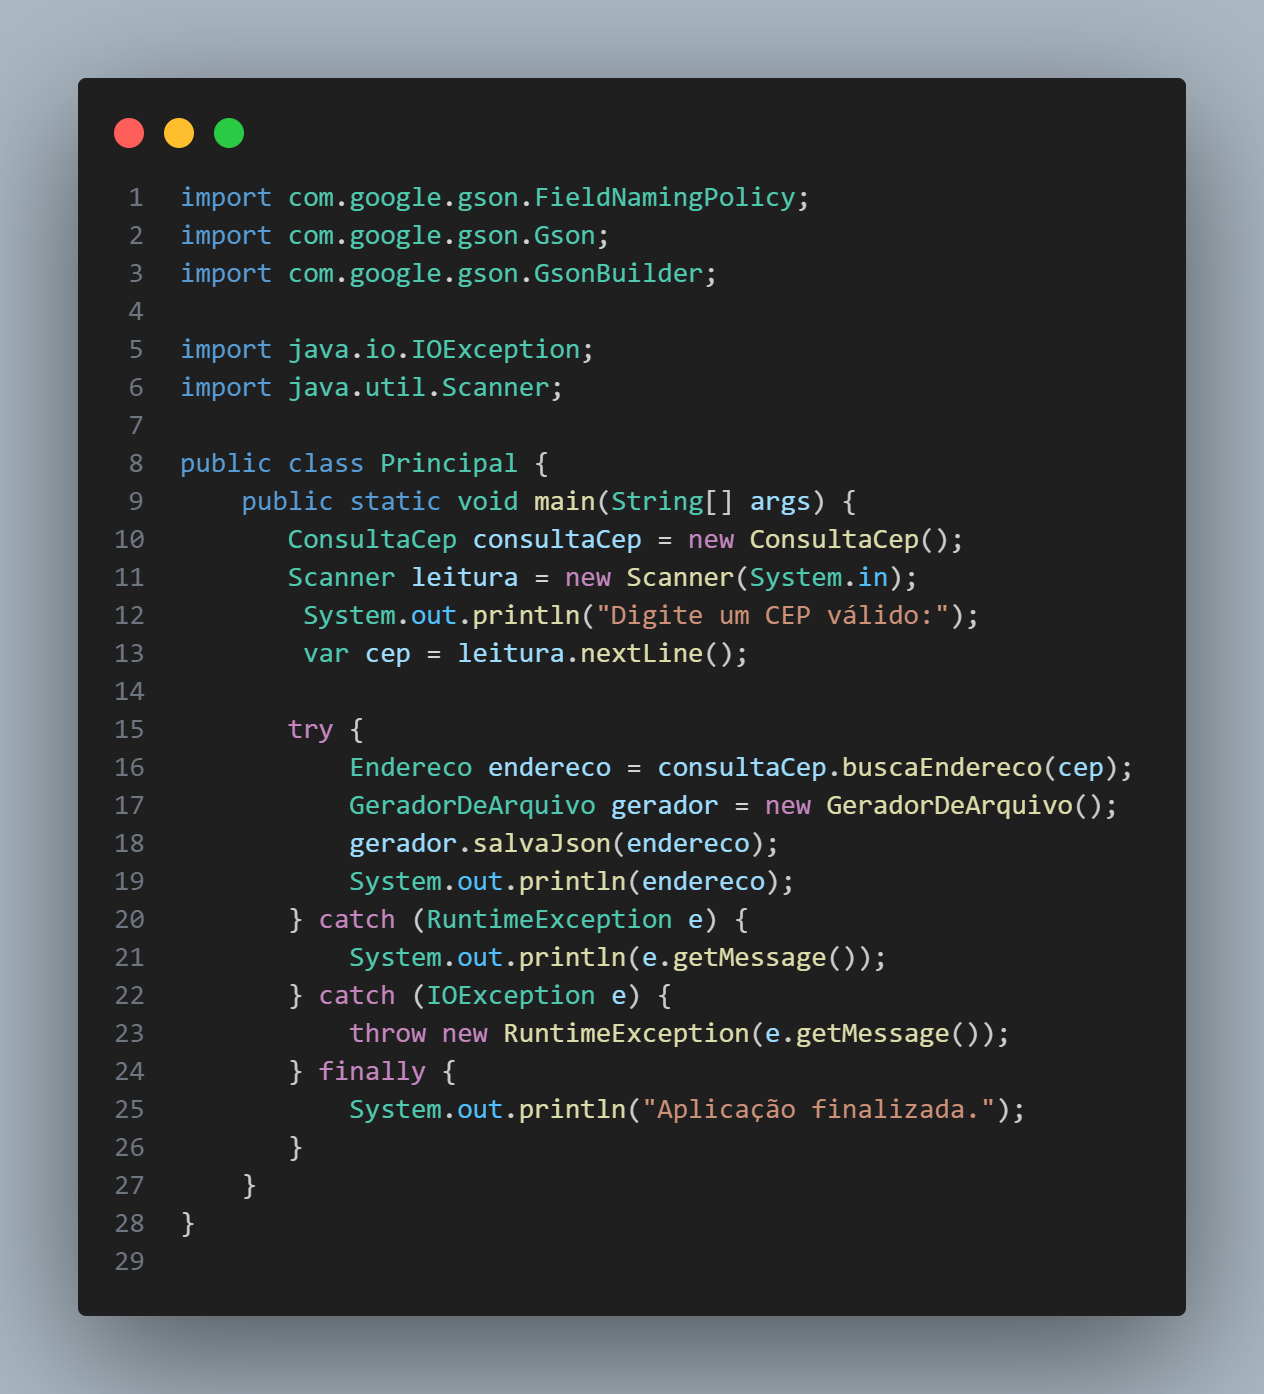 1 import com.google.gson.FieldNamingPolicy;
2 import com.google.gson.Gson;
3 import com.google.gson.GsonBuilder;
4
5 import java.io.IOException;
6 import java.util.Scanner;
7
8 public class Principal {
9     public static void main(String[] args) {
10        ConsultaCep consultaCep = new ConsultaCep();
11        Scanner leitura = new Scanner(System.in);
12         System.out.println("Digite um CEP válido:");
13         var cep = leitura.nextLine();
14
15        try {
16            Endereco endereco = consultaCep.buscaEndereco(cep);
17            GeradorDeArquivo gerador = new GeradorDeArquivo();
18            gerador.salvaJson(endereco);
19            System.out.println(endereco);
20        } catch (RuntimeException e) {
21            System.out.println(e.getMessage());
22        } catch (IOException e) {
23            throw new RuntimeException(e.getMessage());
24        } finally {
25            System.out.println("Aplicação finalizada.");
26        }
27     }
28 }
29